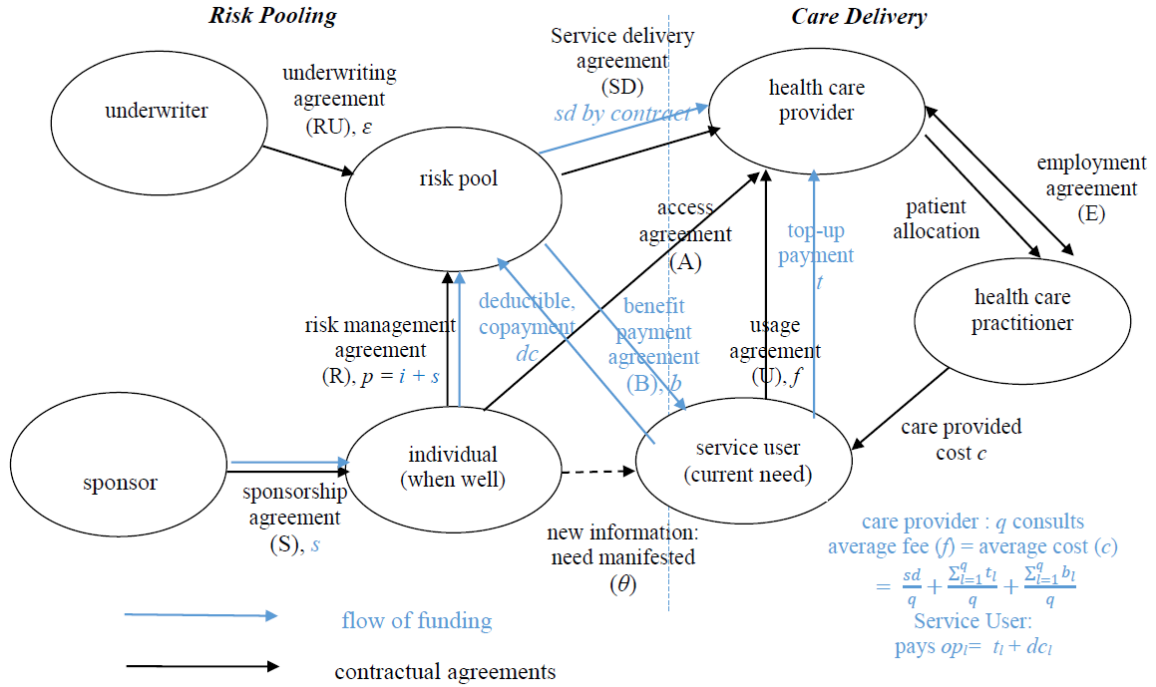 Risk Pooling
Care Delivery
underwriter
underwriting
agreement
(RU), ε
risk pool
Service delivery
agreement
(SD)
sd by contract
health care
provider
employment
agreement
(E)
patient
allocation
health care
practitioner
access
agreement
(A)
top-up
payment
t
deductible,
copayment
dc
benefit
payment
agreement
(B), b
usage
agreement
(U), f
risk management
agreement
(R), p = i + s
sponsor
sponsorship
agreement
(S), s
individual
(when well)
service user
(current need)
care provided
cost c
new information:
need manifested
(θ)
care provider : q consults
average fee (f) = average cost (c)
= sd/q + Σ_{l=1}^{q} t_l/q + Σ_{l=1}^{q} b_l/q
Service User:
pays op_l= t_l + dc_l
flow of funding
contractual agreements